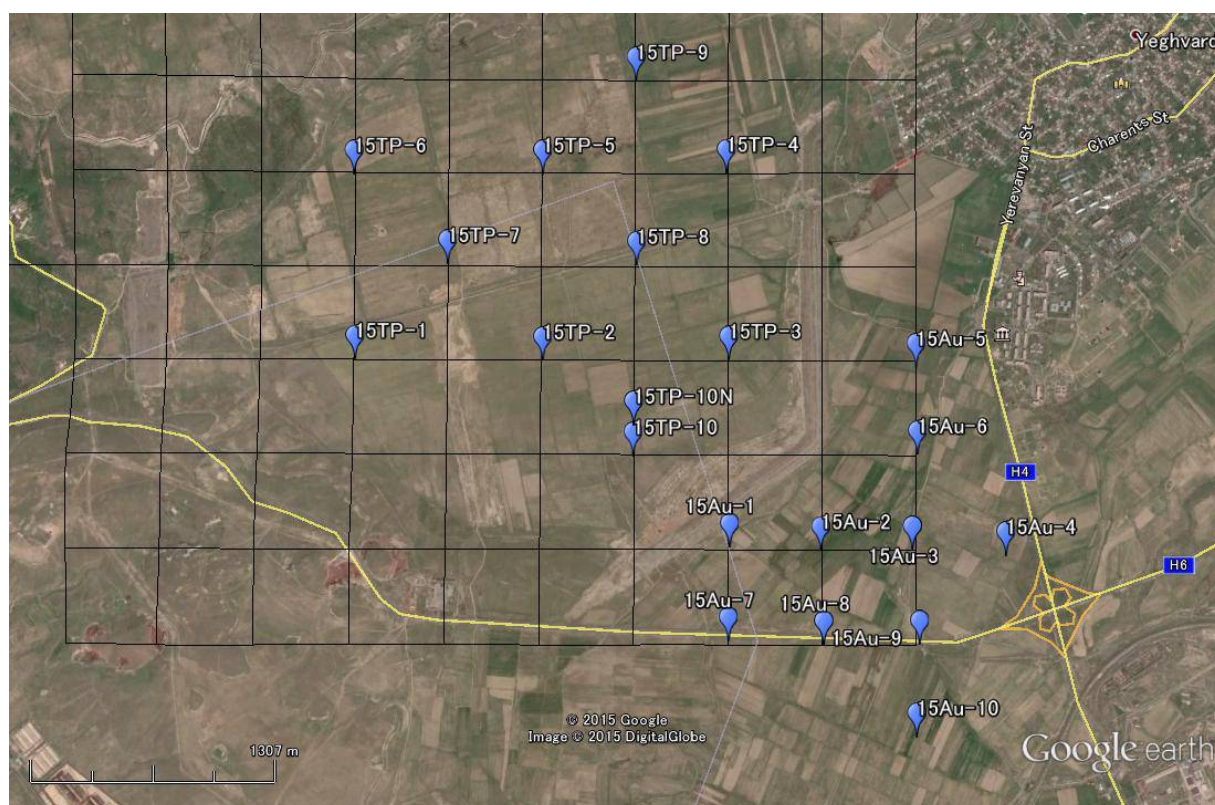 Yeghvard
15TP-9
Charents St
15TP-6
15TP-5
15TP-4
Yerevanyan St
15TP-7
15TP-8
15TP-1
15TP-2
15TP-3
15Au-5
15TP-10N
15TP-10
15Au-6
H4
15Au-1
15Au-2
15Au-3
15Au-4
H6
15Au-7
15Au-8
15Au-9
15Au-10
© 2015 Google
Image © 2015 DigitalGlobe
1307 m
Google earth